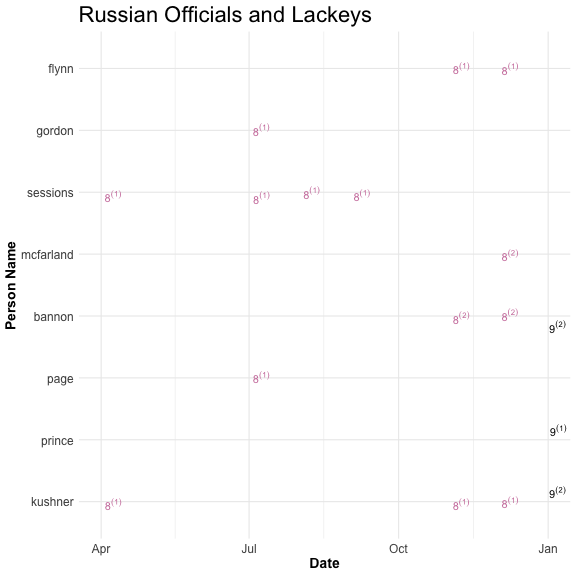 Russian Officials and Lackeys
Person Name
flynn 8(1) 8(1)
gordon 8(1)
sessions 8(1) 8(1) 8(1) 8(1)
mcfarland 8(2)
bannon 8(2) 8(2) 9(2)
page 8(1)
prince 9(1)
kushner 8(1) 8(1) 8(1) 9(2)
Apr Jul Oct Jan
Date